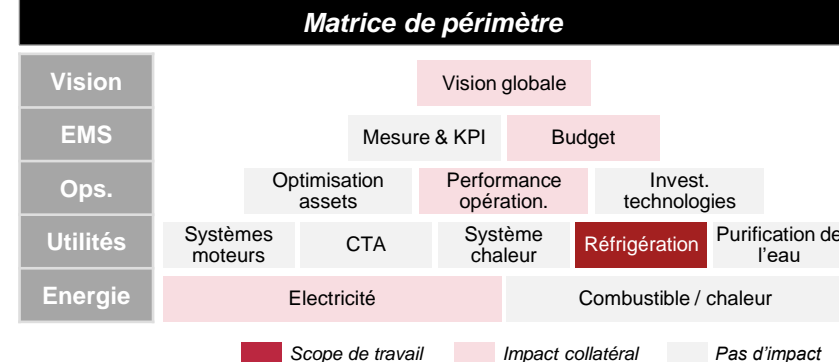 Matrice de périmètre
Vision
Vision globale
EMS
Mesure & KPI
Budget
Ops.
Optimisation
assets
Performance
opération.
Invest.
technologies
Utilités
Systèmes
moteurs
CTA
Système
chaleur
Réfrigération
Purification de
l'eau
Energie
Electricité
Combustible / chaleur
Scope de travail
Impact collatéral
Pas d'impact